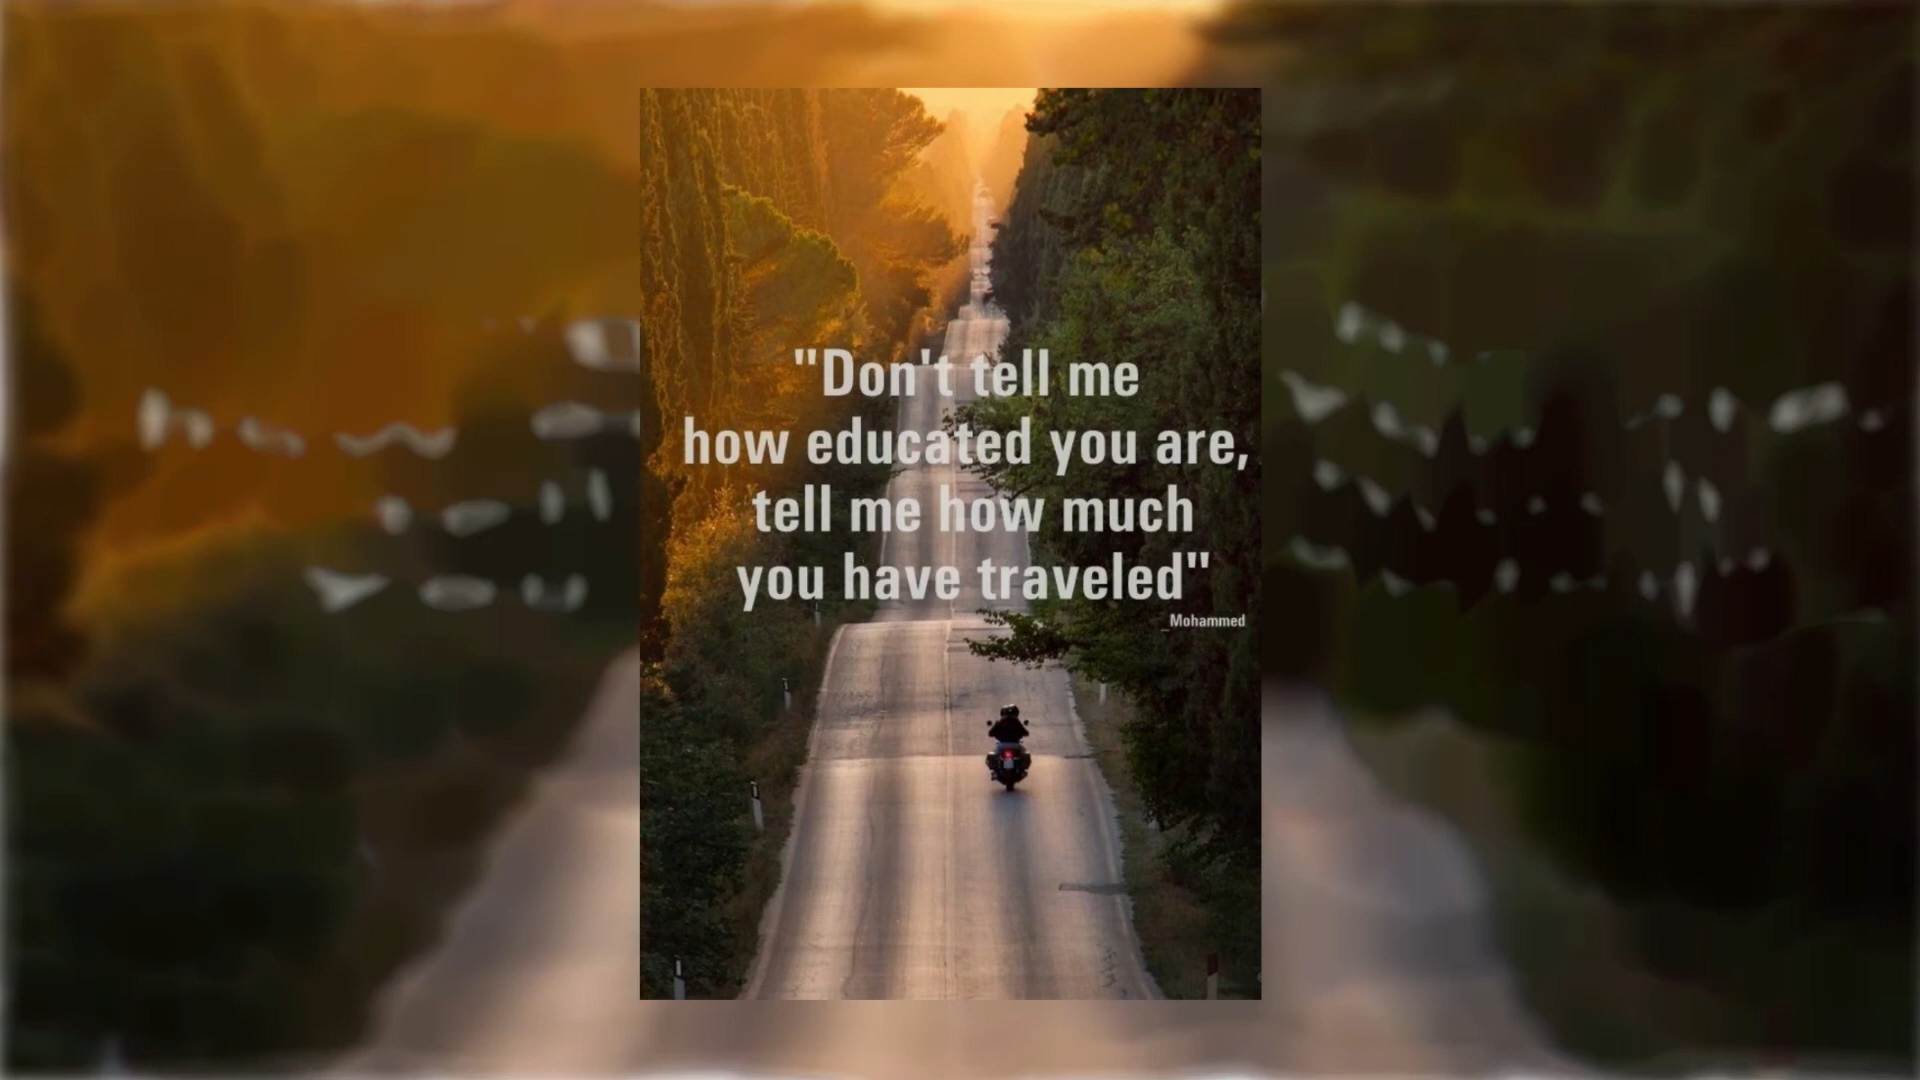 "Don't tell me
how educated you are,
tell me how much
you have traveled"
_Mohammed